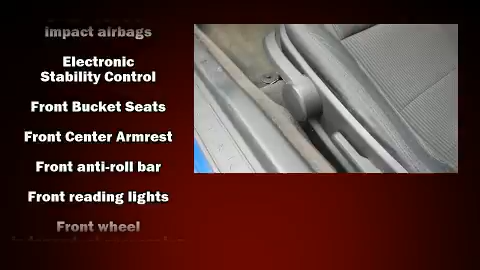 impact airbags
Electronic
Stability Control
Front Bucket Seats
Front Center Armrest
Front anti-roll bar
Front reading lights
Front wheel